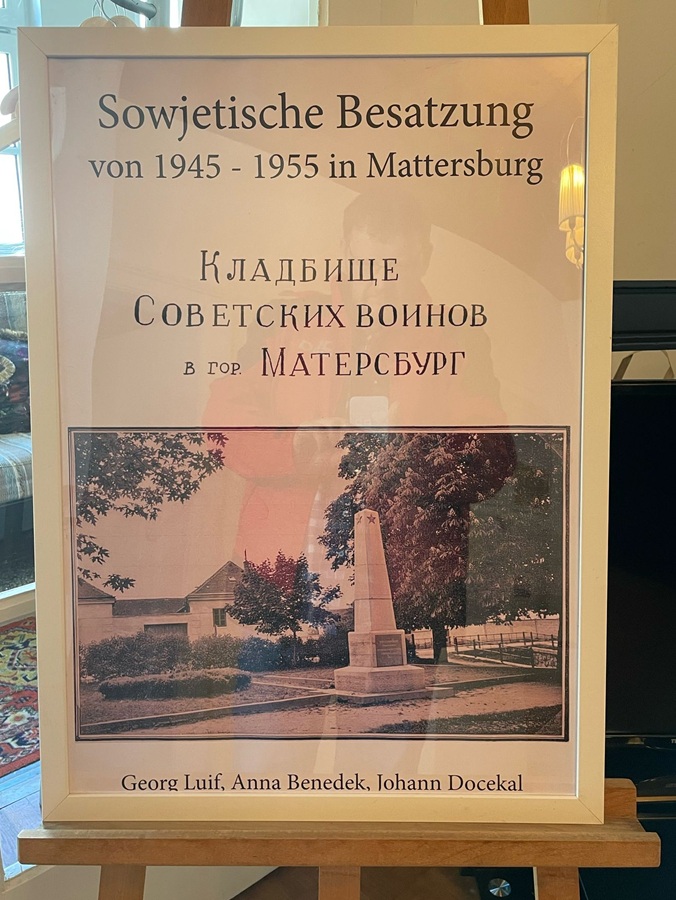 Sowjetische Besatzung
von 1945 - 1955 in Mattersburg
Кладбище
Советских воинов
в гор. Матерсбург
Georg Luif, Anna Benedek, Johann Docekal